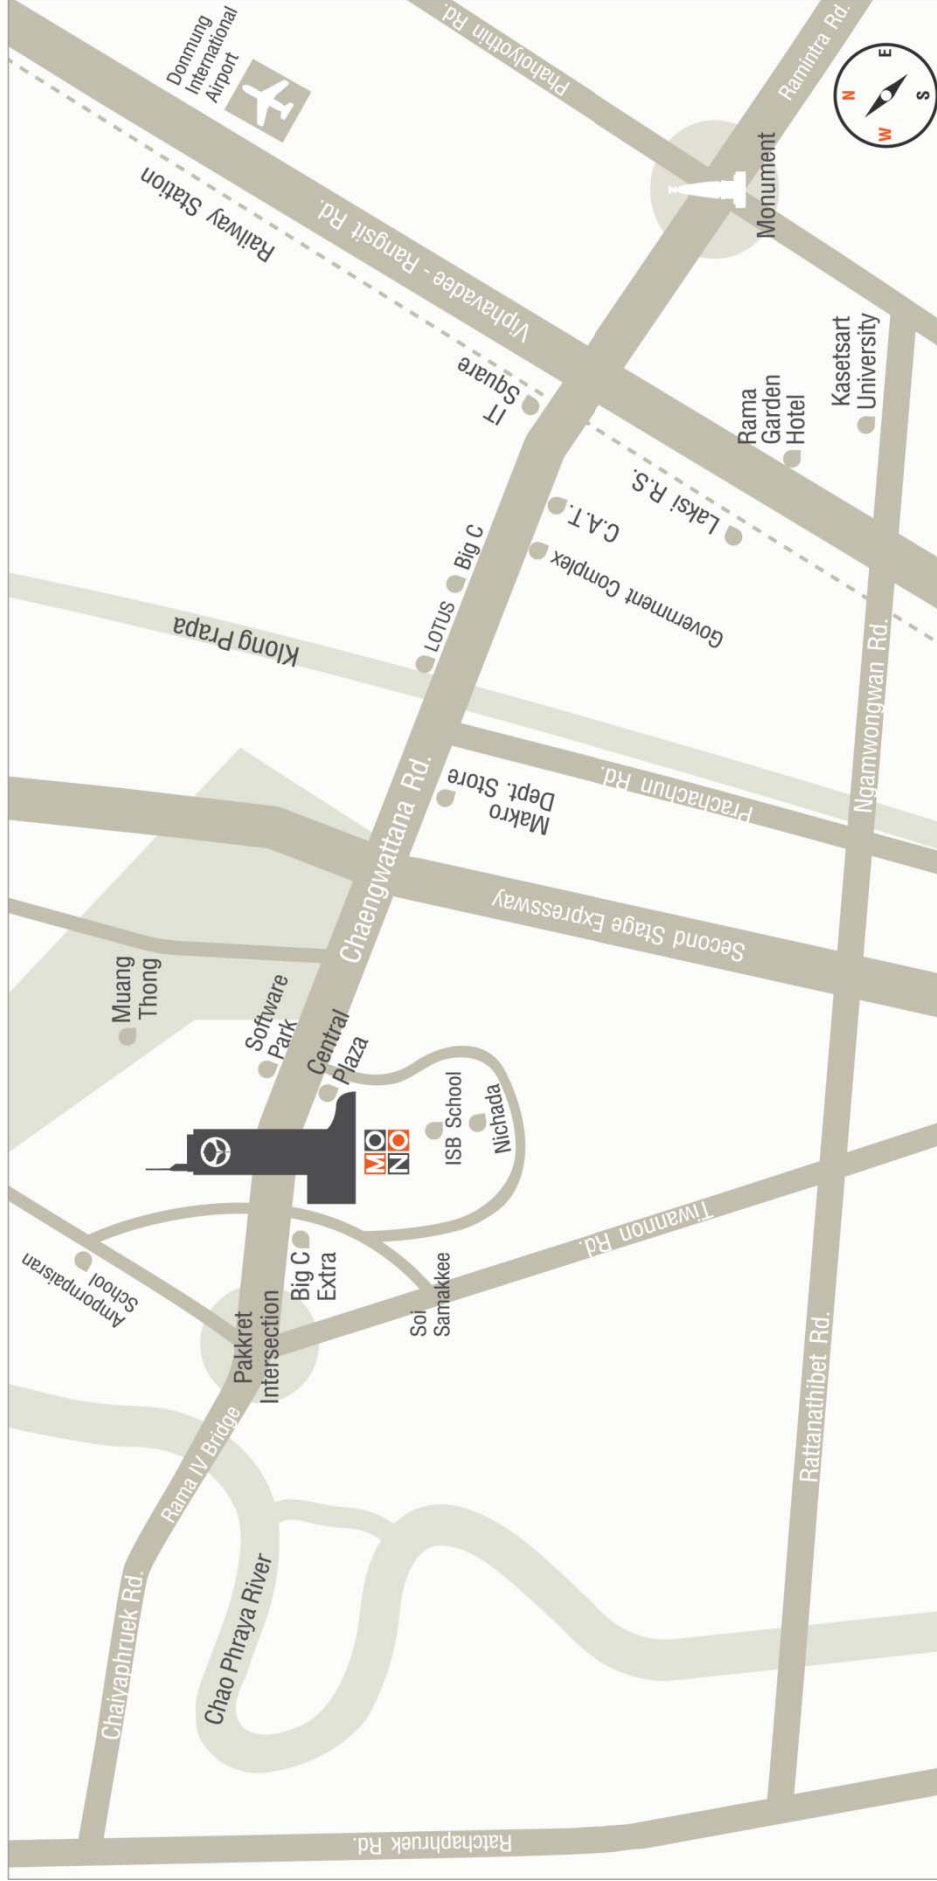 Donmung
International
Airport
Phaholyothin Rd.
Ramintra Rd.
N
E
S
W
Railway Station
Viphavadee - Rangsit Rd.
Monument
IT
Square
Kasetsart
University
Rama
Garden
Hotel
Laksi R.S.
C.A.T.
Government Complex
Big C
LOTUS
Klong Prapa
Ngamwongwan Rd.
Prachachun Rd.
Makro
Dept. Store
Chaengwattana Rd.
Second Stage Expressway
Muang
Thong
Software
Park
Central
Plaza
MO
NO
ISB School
Nichada
Tiwannon Rd.
Big C
Extra
Soi
Samakkee
Ampornpaisran
School
Pakkret
Intersection
Rama IV Bridge
Rattanathibet Rd.
Chaiyaphruek Rd.
Chao Phraya River
Ratchaphruek Rd.